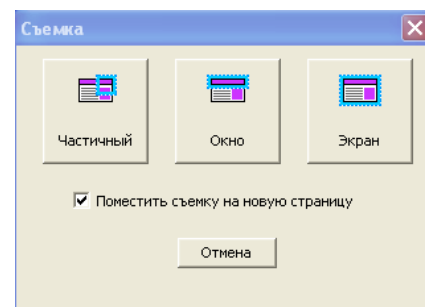 Съемка
Частичный
Окно
Экран
Поместить съемку на новую страницу
Отмена